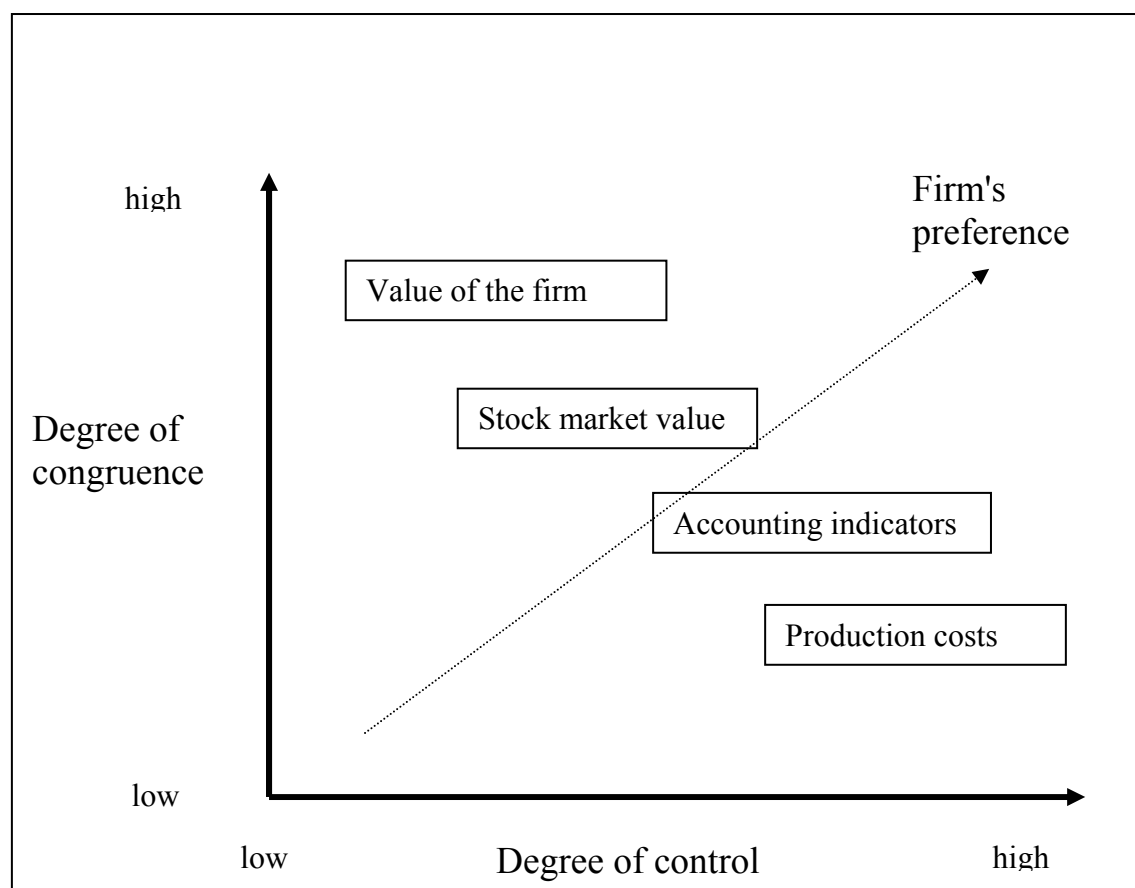 high
Firm's
preference
Value of the firm
Stock market value
Degree of
congruence
Accounting indicators
Production costs
low
low
Degree of control
high